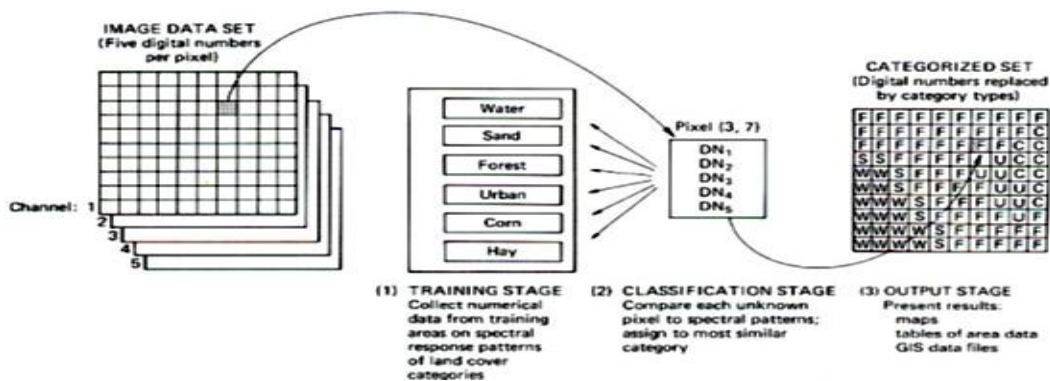 IMAGE DATA SET
(Five digital numbers
per pixel)
Channel: 1
2
3
4
5
Water
Sand
Forest
Urban
Corn
Hay
Pixel (3, 7)
DN₁
DN₂
DN₃
DN₄
DN₅
CATEGORIZED SET
(Digital numbers replaced
by category types)
F F F F F F F F F F
F F F F F F F F F C
F F F F F F F F C C
S S F F F F F U C C
W W S F F F U U C
W W S F F F F U U C
W W W S F F F U U C
W W W S F F F F U F
W W W W S F F F F F
W W W W S F F F F F
(1) TRAINING STAGE
Collect numerical
data from training
areas on spectral
response patterns
of land cover
categories
(2) CLASSIFICATION STAGE
Compare each unknown
pixel to spectral patterns;
assign to most similar
category
(3) OUTPUT STAGE
Present results:
maps
tables of area data
GIS data files